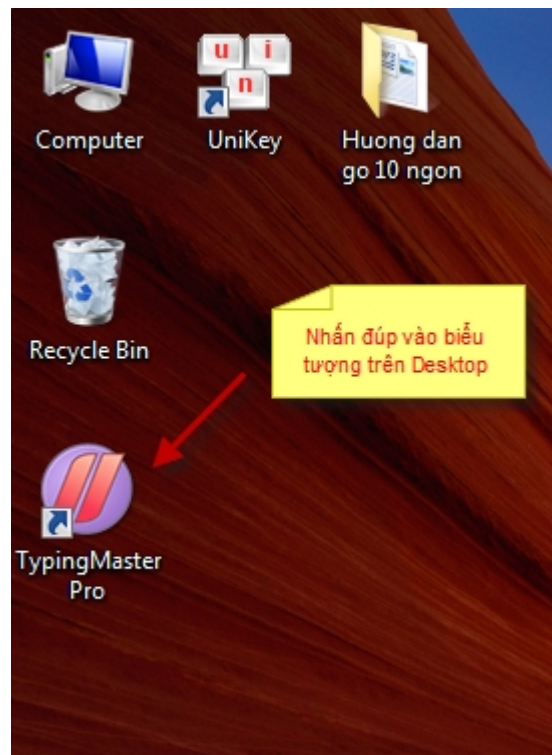 u i
n
Computer
UniKey
Huong dan
go 10 ngon
Recycle Bin
Nhấn đúp vào biểu
tượng trên Desktop
TypingMaster
Pro